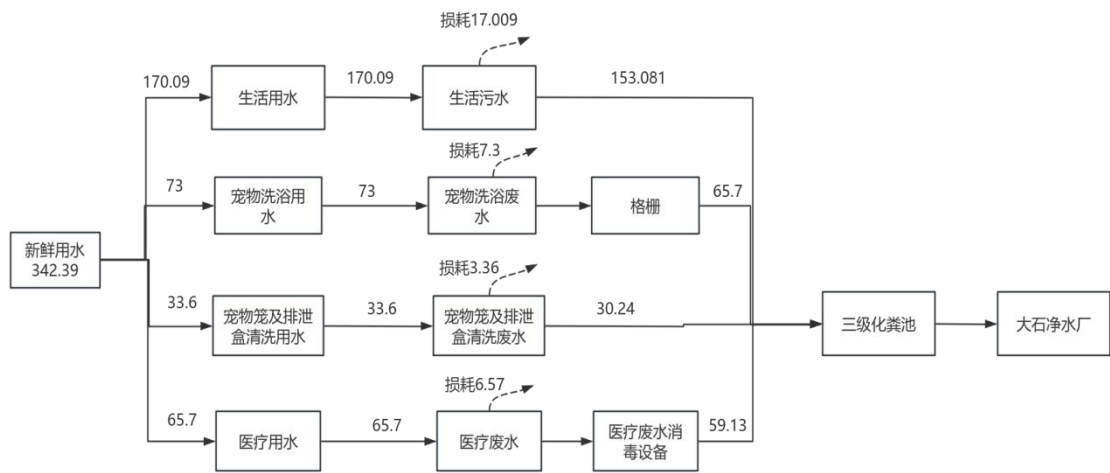 损耗17.009
170.09
170.09
153.081
生活用水
生活污水
损耗7.3
73
73
65.7
宠物洗浴用
水
宠物洗浴废
水
格栅
新鲜用水
342.39
损耗3.36
33.6
33.6
30.24
宠物笼及排泄
盒清洗用水
宠物笼及排泄
盒清洗废水
三级化粪池
大石净水厂
损耗6.57
65.7
65.7
59.13
医疗用水
医疗废水
医疗废水消
毒设备